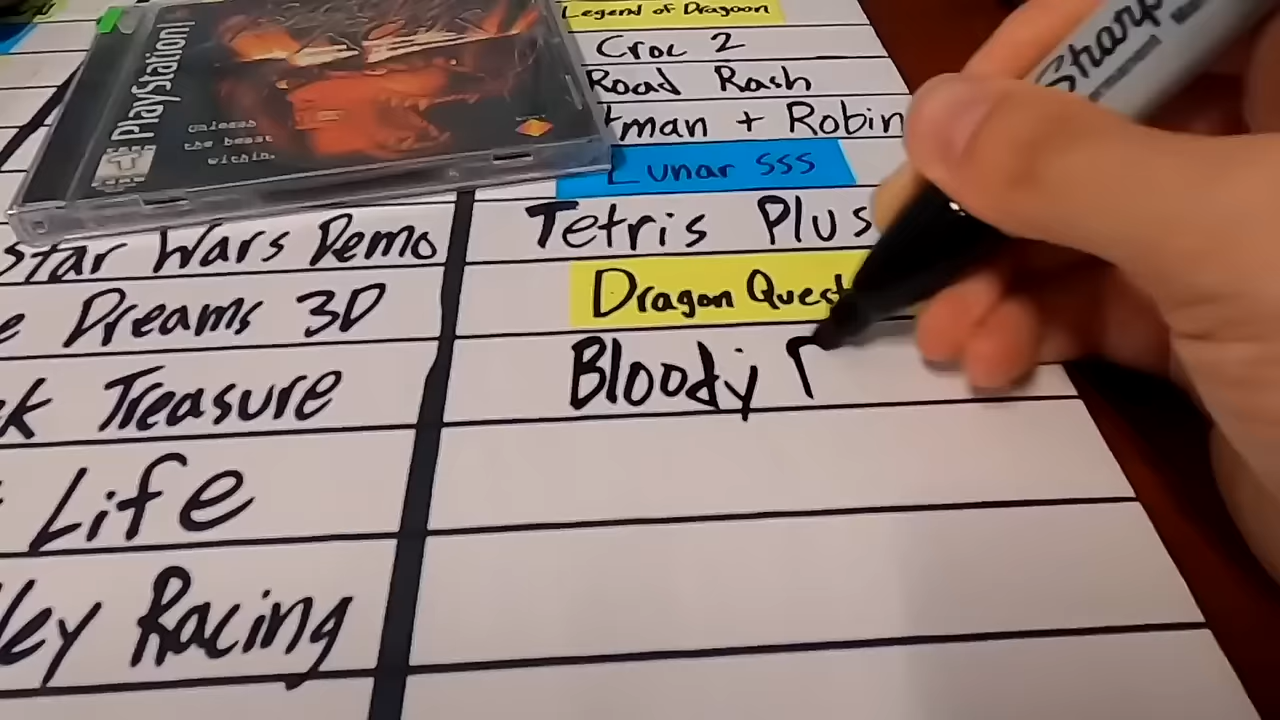 Legend of Dragoon
Croc 2
Road Rash
tman + Robin
Lunar SSS
Tetris Plus
Dragon Quest
Bloody
PlayStation
Unleash
the beast
within.
Star Wars Demo
e Dreams 3D
k Treasure
Life
ley Racing
Sharp